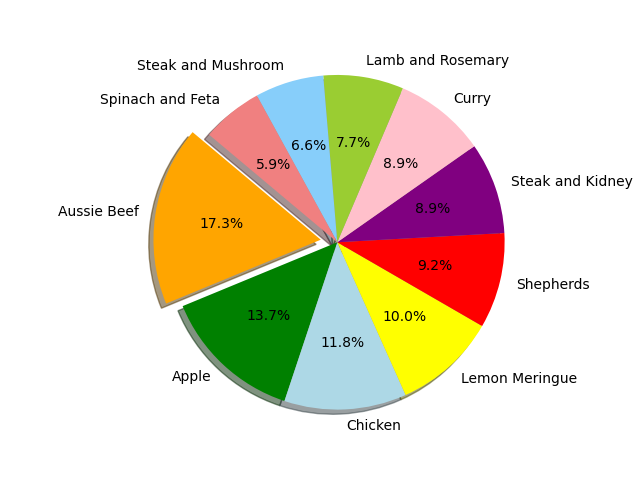 Lamb and Rosemary
Steak and Mushroom
Curry
Spinach and Feta
7.7%
6.6%
8.9%
5.9%
Steak and Kidney
8.9%
Aussie Beef
17.3%
9.2%
Shepherds
13.7%
10.0%
11.8%
Apple
Lemon Meringue
Chicken